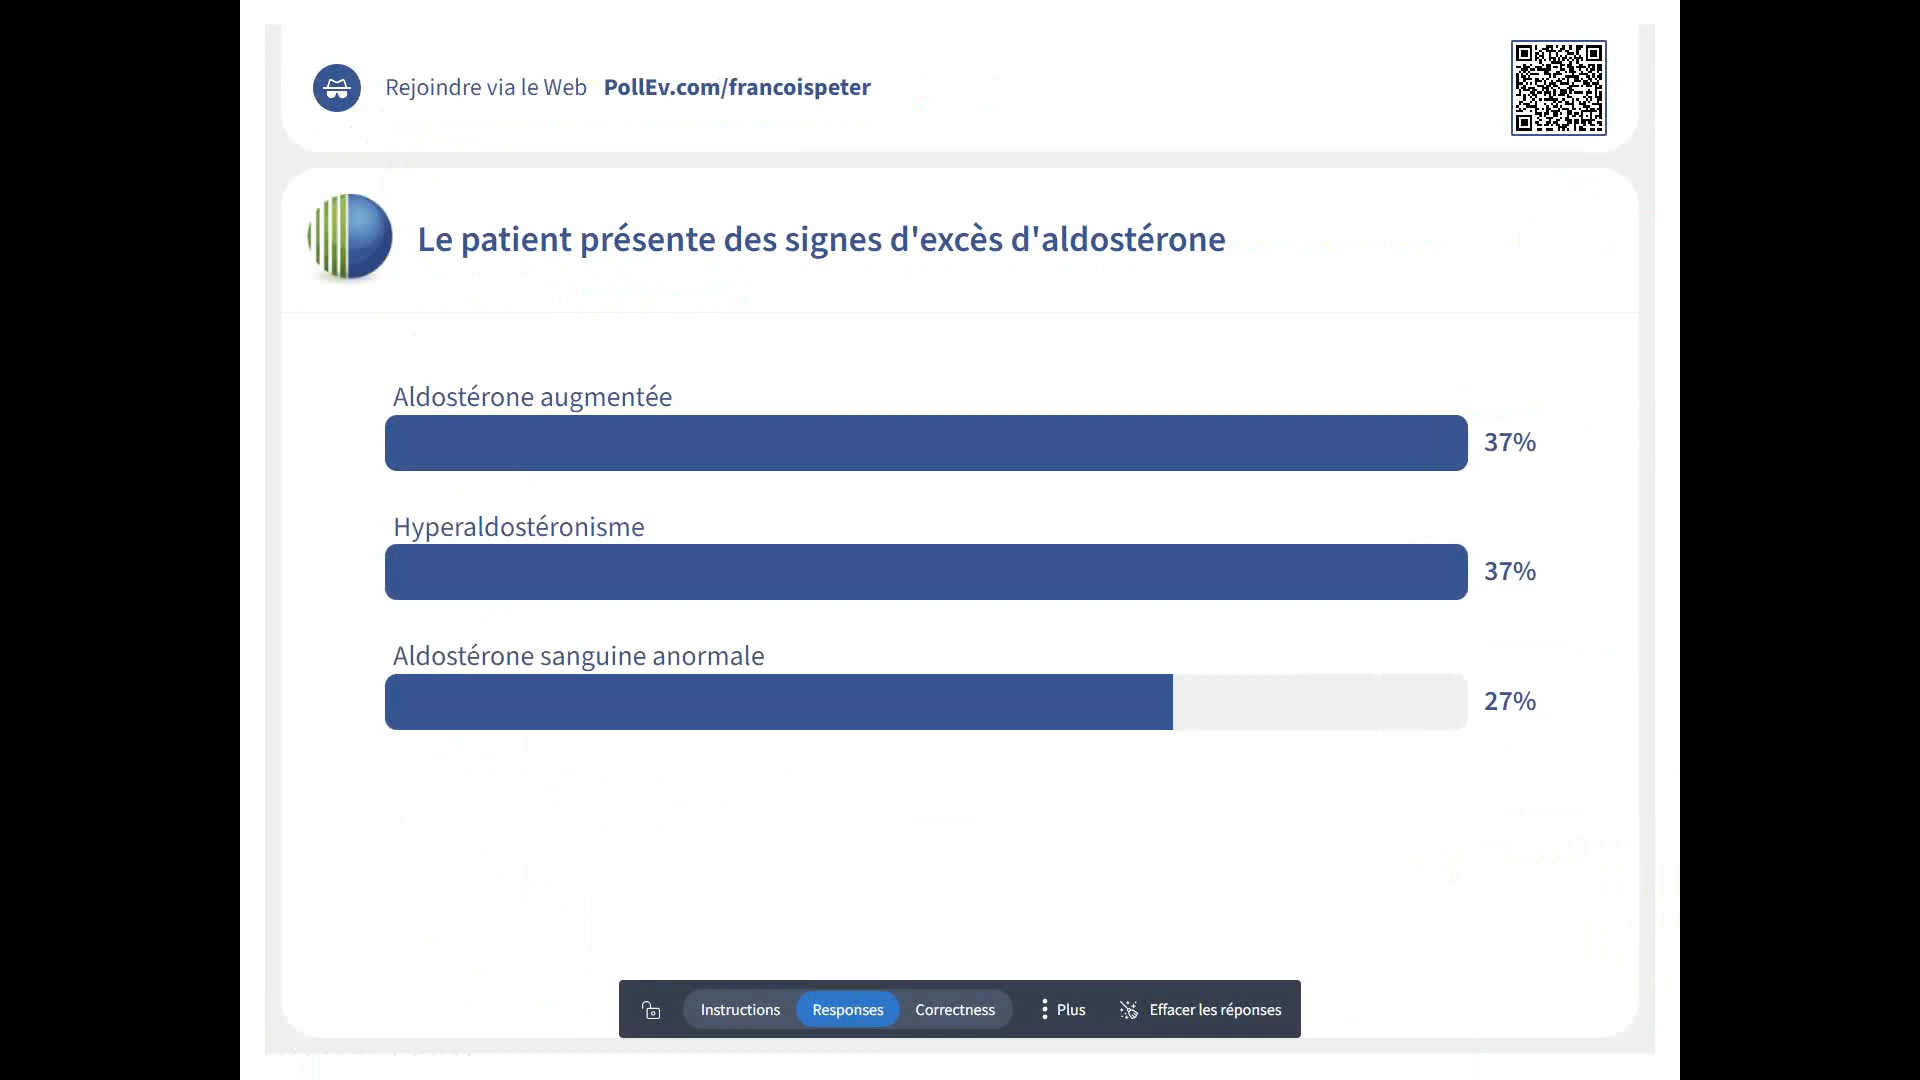 Rejoindre via le Web PollEv.com/francoispeter
Le patient présente des signes d'excès d'aldostérone
Aldostérone augmentée
37%
Hyperaldostéronisme
37%
Aldostérone sanguine anormale
27%
Instructions Responses Correctness Plus Effacer les réponses